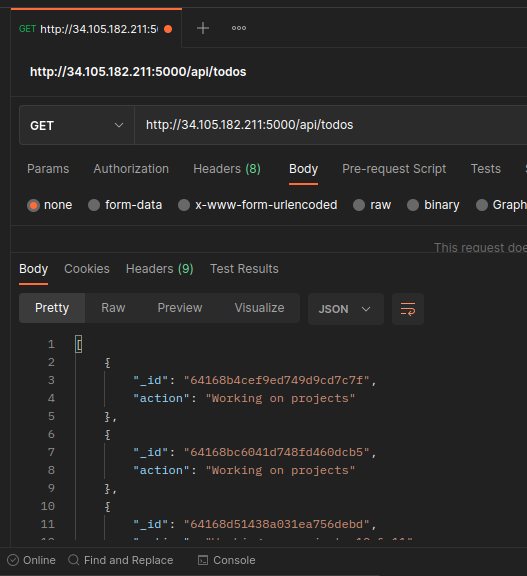 GET http://34.105.182.211:5
http://34.105.182.211:5000/api/todos
GET http://34.105.182.211:5000/api/todos
Params Authorization Headers (8) Body Pre-request Script Tests
none form-data x-www-form-urlencoded raw binary Graph
This request doe
Body Cookies Headers (9) Test Results
Pretty Raw Preview Visualize JSON
1 [
2 {
3 "_id": "64168b4cef9ed749d9cd7c7f",
4 "action": "Working on projects"
5 },
6 {
7 "_id": "64168bc6041d748fd460dcb5",
8 "action": "Working on projects"
9 },
10 {
11 "_id": "64168d51438a031ea756debd",
Online Find and Replace Console